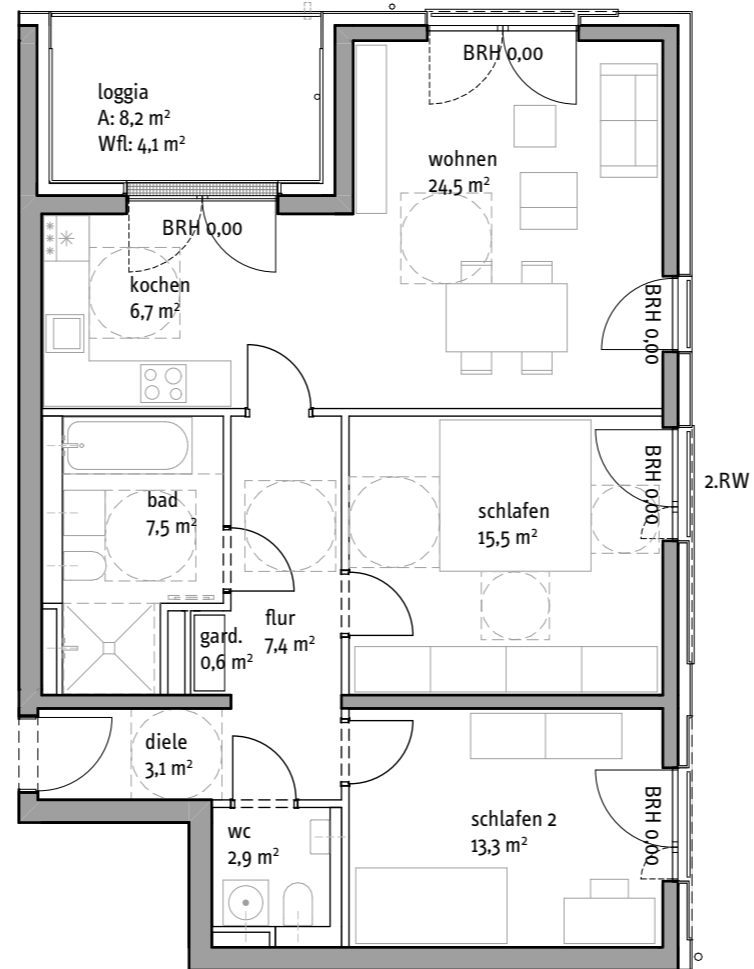 BRH 0,00
loggia
A: 8,2 m²
Wfl: 4,1 m²
wohnen
24,5 m²
BRH 0,00
kochen
6,7 m²
BRH 0,00
BRH 0,00
2.RW
bad
7,5 m²
schlafen
15,5 m²
flur
7,4 m²
gard.
0,6 m²
diele
3,1 m²
BRH 0,00
schlafen 2
13,3 m²
wc
2,9 m²